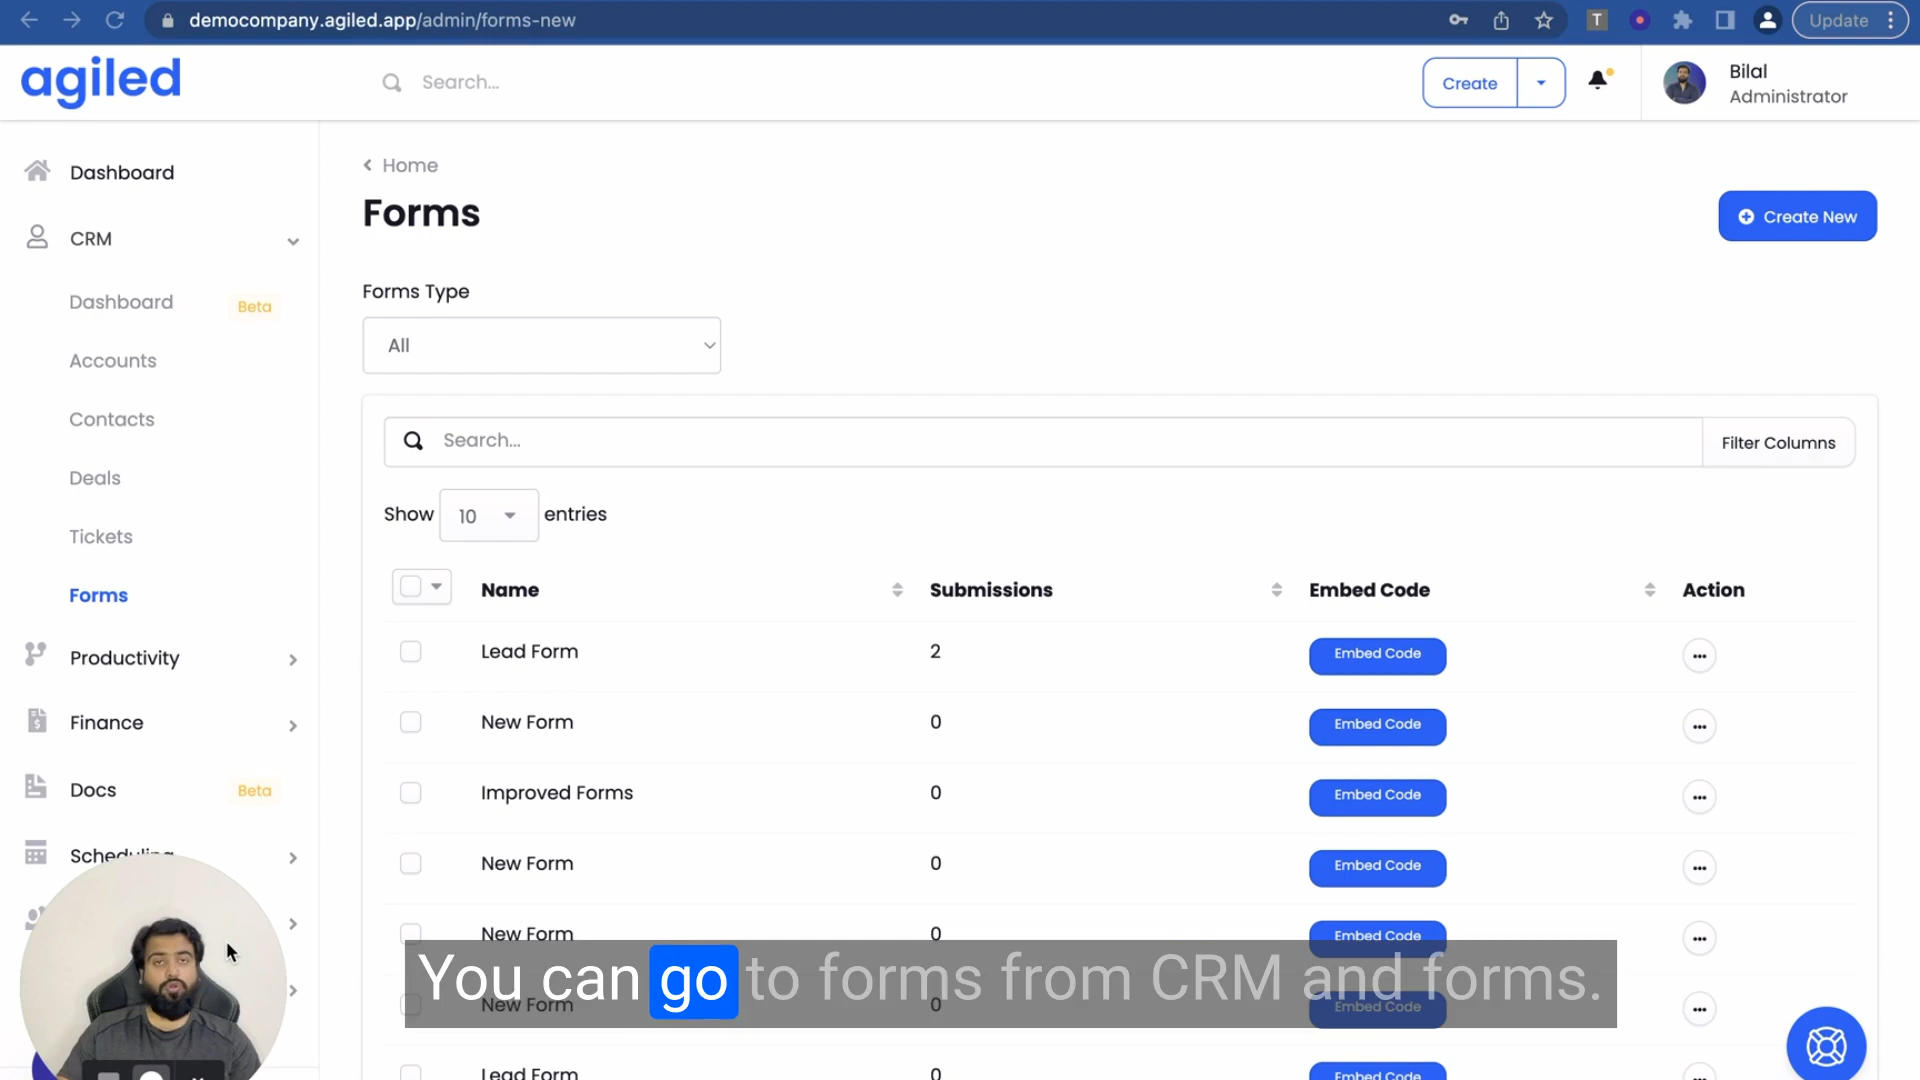 democompany.agiled.app/admin/forms-new
T
Update
agiled
Search...
Create
Bilal
Administrator
Dashboard
CRM
Dashboard
Beta
Accounts
Contacts
Deals
Tickets
Forms
Productivity
Finance
Docs
Beta
Scheduling
Home
Forms
Create New
Forms Type
All
Search...
Filter Columns
Show 10 entries
Name Submissions Embed Code Action
Lead Form 2 Embed Code
New Form 0 Embed Code
Improved Forms 0 Embed Code
New Form 0 Embed Code
New Form 0 Embed Code
New Form 0 Embed Code
You can go to forms from CRM and forms.
Lead Form 0 Embed Code